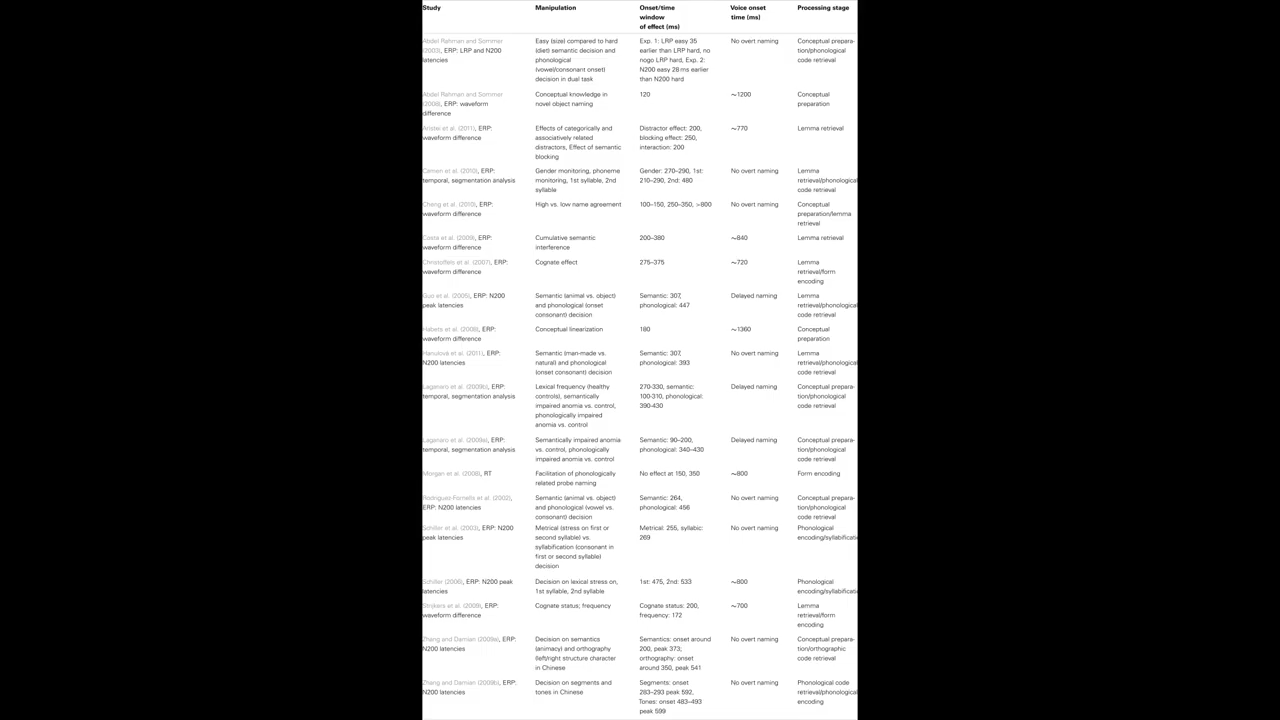 Study Manipulation Onset/time Voice onset Processing stage
window time (ms)
of effect (ms)
Abdel Rahman and Sommer Easy (size) compared to hard Exp. 1: LRP easy 35 No overt naming Conceptual prepara-
(2003), ERP: LRP and N200 (diet) semantic decision and earlier than LRP hard, no tion/phonological
latencies phonological nogo LRP hard, Exp. 2: code retrieval
(vowel/consonant onset) N200 easy 28 ms earlier
decision in dual task than N200 hard
Abdel Rahman and Sommer Conceptual knowledge in 120 ~1200 Conceptual
(2008), ERP: waveform novel object naming preparation
difference
Aristei et al. (2011), ERP: Effects of categorically and Distractor effect: 200, ~770 Lemma retrieval
waveform difference associatively related blocking effect: 250,
distractors, Effect of semantic interaction: 200
blocking
Camen et al. (2010), ERP: Gender monitoring, phoneme Gender: 270–290, 1st: No overt naming Lemma
temporal, segmentation analysis monitoring, 1st syllable, 2nd 210–290, 2nd: 480 retrieval/phonological
syllable code retrieval
Cheng et al. (2010), ERP: High vs. low name agreement 100–150, 250–350, >800 No overt naming Conceptual
waveform difference preparation/lemma
retrieval
Costa et al. (2009), ERP: Cumulative semantic 200–380 ~840 Lemma retrieval
waveform difference interference
Christoffels et al. (2007), ERP: Cognate effect 275–375 ~720 Lemma
waveform difference retrieval/form
encoding
Guo et al. (2005), ERP: N200 Semantic (animal vs. object) Semantic: 307, Delayed naming Lemma
peak latencies and phonological (onset phonological: 447 retrieval/phonological
consonant) decision code retrieval
Habets et al. (2008), ERP: Conceptual linearization 180 ~1360 Conceptual
waveform difference preparation
Hanulová et al. (2011), ERP: Semantic (man-made vs. Semantic: 307, No overt naming Lemma
N200 latencies natural) and phonological phonological: 393 retrieval/phonological
(onset consonant) decision code retrieval
Laganaro et al. (2009b), ERP: Lexical frequency (healthy 270-330, semantic: Delayed naming Conceptual prepara-
temporal, segmentation analysis controls), semantically 100-310, phonological: tion/phonological
impaired anomia vs. control, 390-430 code retrieval
phonologically impaired
anomia vs. control
Laganaro et al. (2009a), ERP: Semantically impaired anomia Semantic: 90–200, Delayed naming Conceptual prepara-
temporal, segmentation analysis vs. control, phonologically phonological: 340–430 tion/phonological
impaired anomia vs. control code retrieval
Morgan et al. (2008), RT Facilitation of phonologically No effect at 150, 350 ~800 Form encoding
related probe naming
Rodriguez-Fornells et al. (2002), Semantic (animal vs. object) Semantic: 264, No overt naming Conceptual prepara-
ERP: N200 latencies and phonological (vowel vs. phonological: 456 tion/phonological
consonant) decision code retrieval
Schiller et al. (2003), ERP: N200 Metrical (stress on first or Metrical: 255, syllabic: No overt naming Phonological
peak latencies second syllable) vs. 269 encoding/syllabificati
syllabification (consonant in
first or second syllable)
decision
Schiller (2006), ERP: N200 peak Decision on lexical stress on, 1st: 475, 2nd: 533 ~800 Phonological
latencies 1st syllable, 2nd syllable encoding/syllabificati
Strijkers et al. (2009), ERP: Cognate status; frequency Cognate status: 200, ~700 Lemma
waveform difference frequency: 172 retrieval/form
encoding
Zhang and Damian (2009a), ERP: Decision on semantics Semantics: onset around No overt naming Conceptual prepara-
N200 latencies (animacy) and orthography 200, peak 373; tion/orthographic
(left/right structure character orthography: onset code retrieval
in Chinese around 350, peak 541
Zhang and Damian (2009b), ERP: Decision on segments and Segments: onset No overt naming Phonological code
N200 latencies tones in Chinese 283–293 peak 592, retrieval/phonological
Tones: onset 483–493 encoding
peak 599